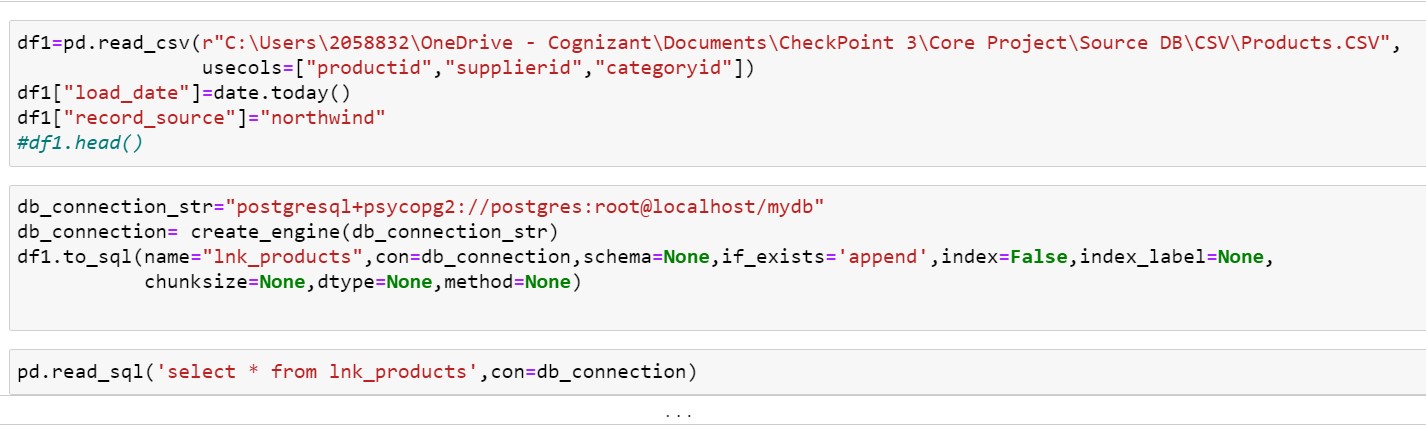 df1=pd.read_csv(r"C:\Users\2058832\OneDrive - Cognizant\Documents\CheckPoint 3\Core Project\Source DB\CSV\Products.CSV",
usecols=["productid","supplierid","categoryid"])
df1["load_date"]=date.today()
df1["record_source"]="northwind"
#df1.head()
db_connection_str="postgresql+psycopg2://postgres:root@localhost/mydb"
db_connection= create_engine(db_connection_str)
df1.to_sql(name="lnk_products",con=db_connection,schema=None,if_exists='append',index=False,index_label=None,
chunksize=None,dtype=None,method=None)
pd.read_sql('select * from lnk_products',con=db_connection)
...